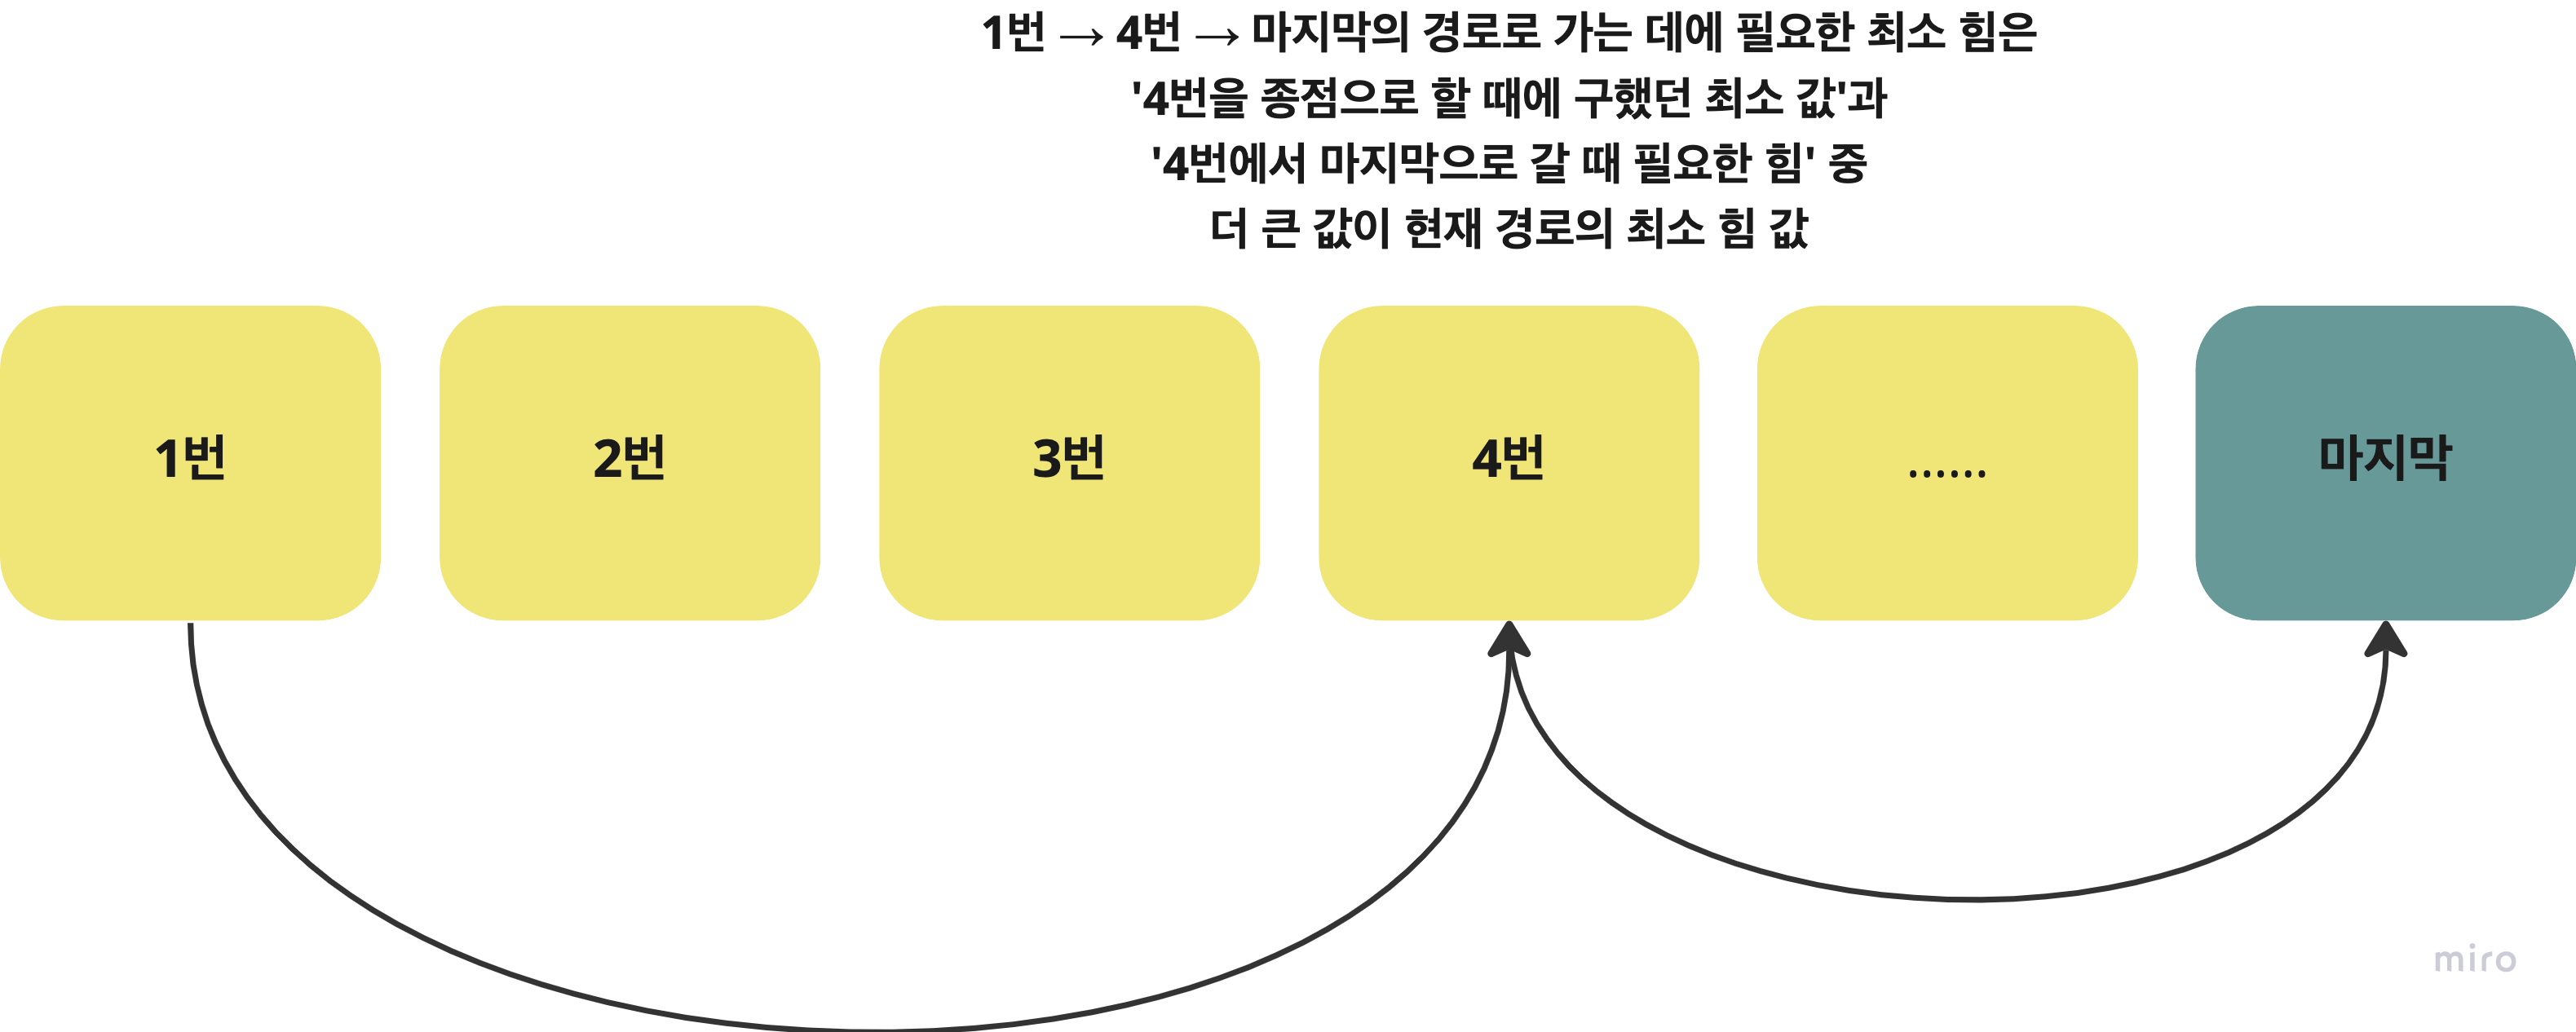 1번 → 4번 → 마지막의 경로로 가는 데에 필요한 최소 힘은
'4번을 종점으로 할 때에 구했던 최소 값'과
'4번에서 마지막으로 갈 때 필요한 힘' 중
더 큰 값이 현재 경로의 최소 힘 값
1번
2번
3번
4번
......
마지막
miro